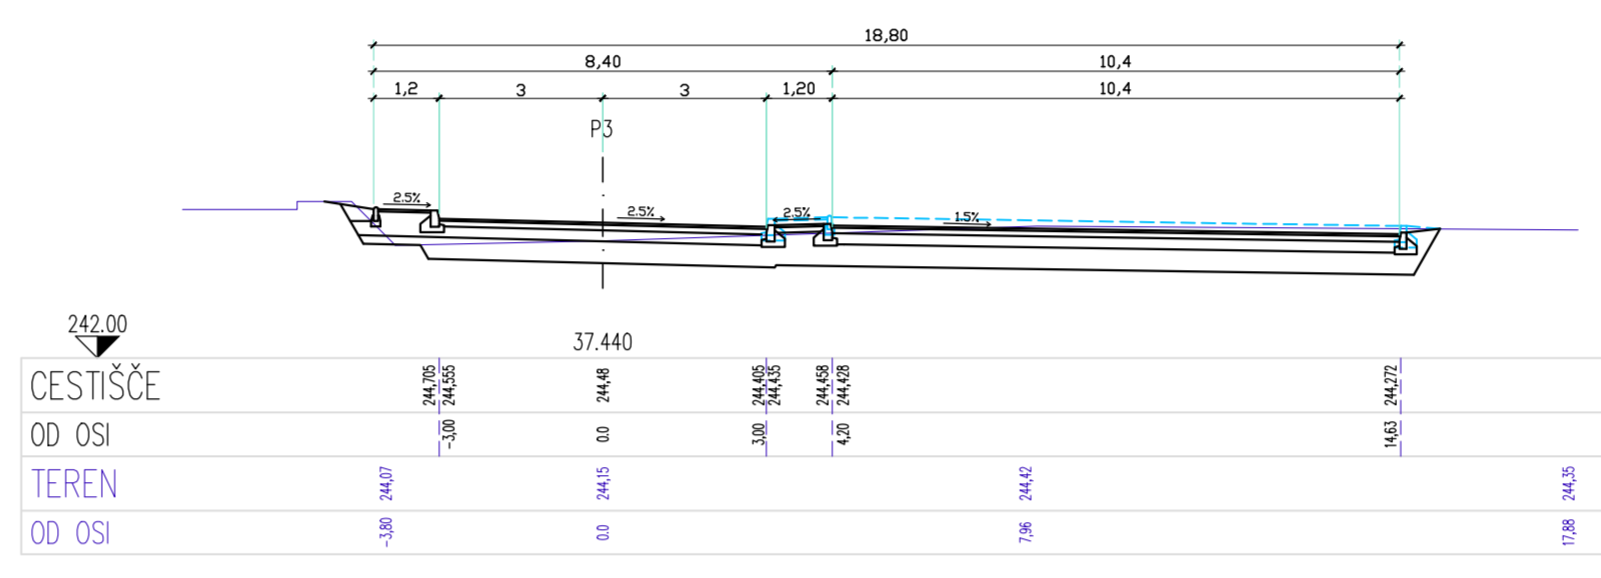 18,80
8,40 10,4
1,2 3 3 1,20 10,4
P3
2.5% 2.5% 2.5% 1.5%
242.00
37.440
CESTIŠČE 244,705 244,555 244,48 244,405 244,435 244,458 244,428 244,272
OD OSI -3,00 0.0 3,00 4,20 14,63
TEREN 244,07 244,15 244,42 244,35
OD OSI -3,80 0.0 7,96 17,88